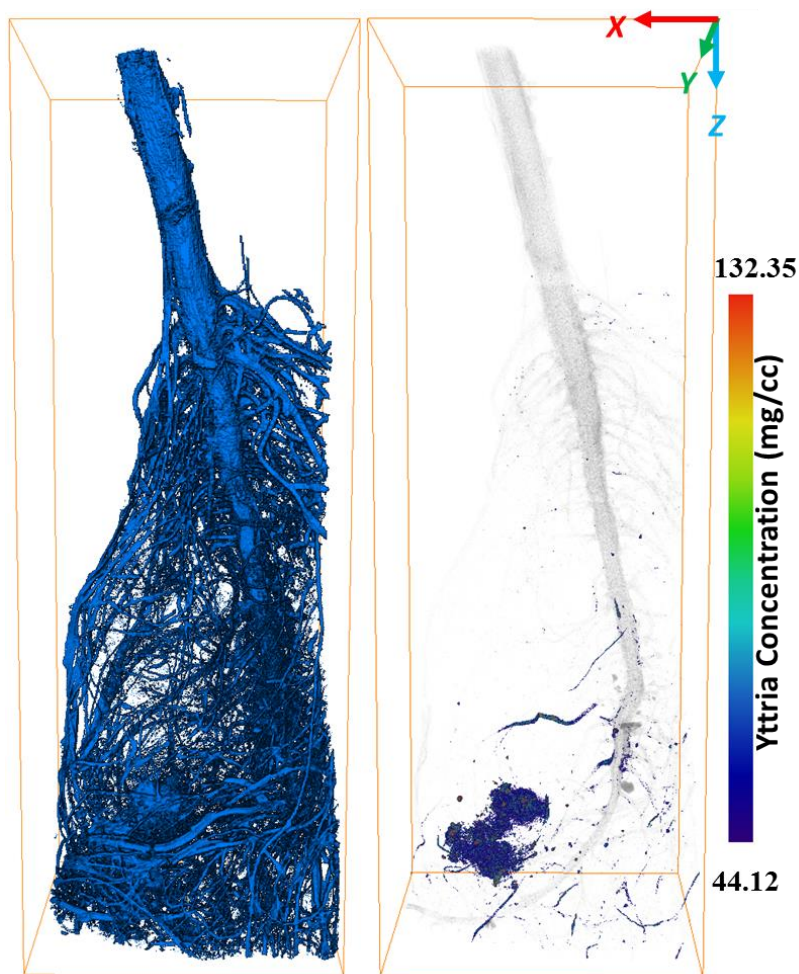 X
Y
Z
132.35
Yttria Concentration (mg/cc)
44.12